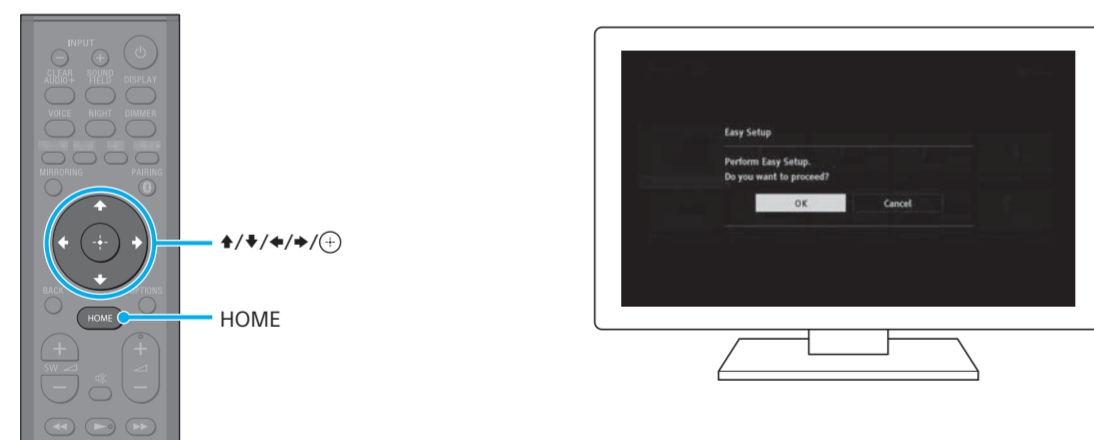 INPUT
CLEAR AUDIO+
SOUND FIELD
DISPLAY
VOICE
NIGHT
DIMMER
MIRRORING
PAIRING
BACK
OPTIONS
HOME
SW
↑/↓/←/→/⊕
HOME
Easy Setup
Perform Easy Setup.
Do you want to proceed?
OK
Cancel